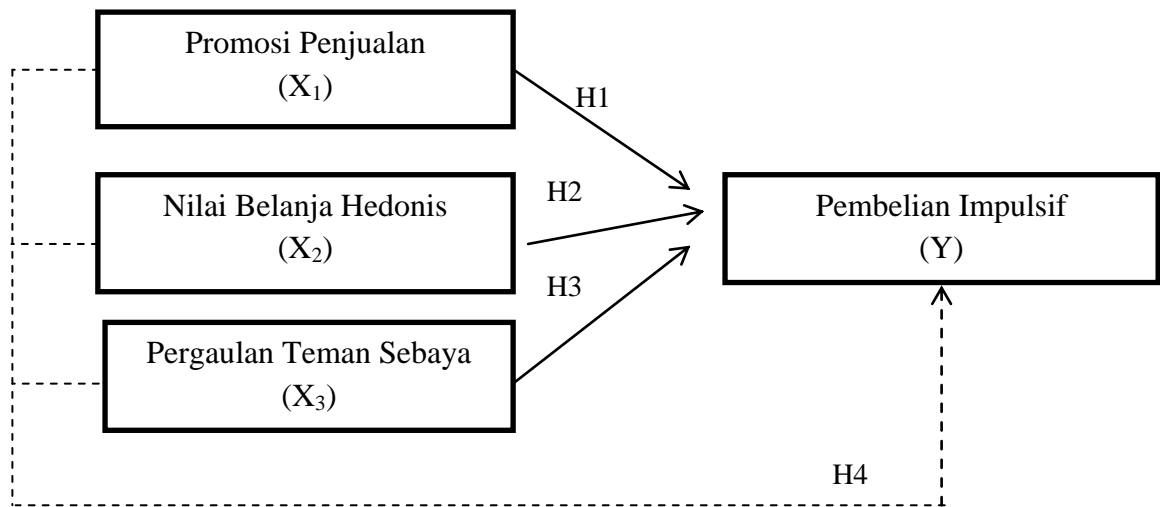 Promosi Penjualan
(X₁)
H1
Nilai Belanja Hedonis
(X₂)
H2
Pembelian Impulsif
(Y)
H3
Pergaulan Teman Sebaya
(X₃)
H4